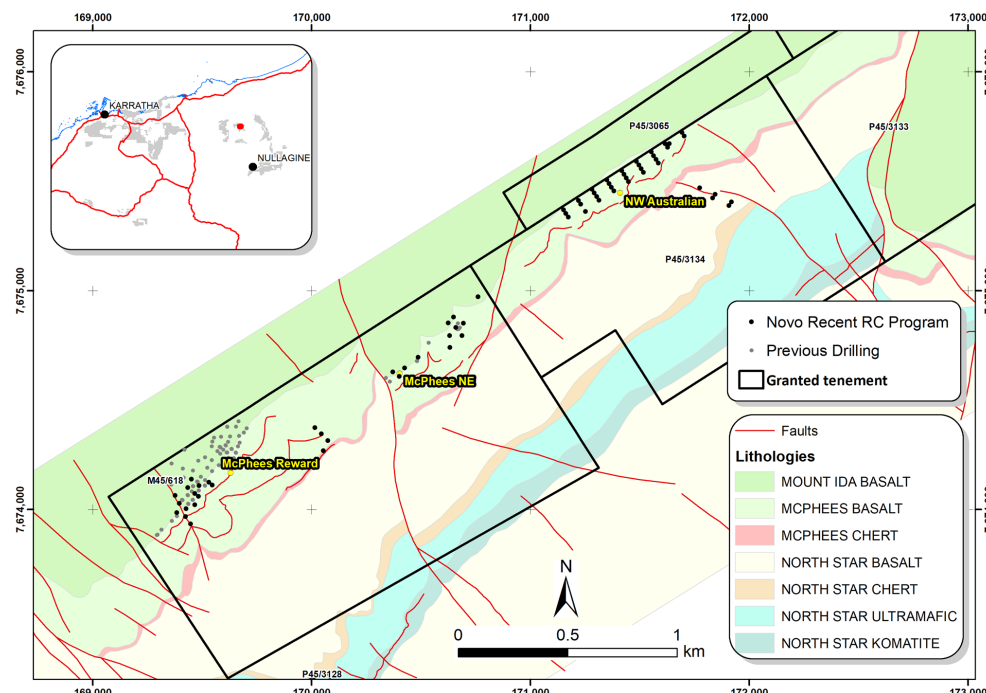 169,000
170,000
171,000
172,000
173,000
7,676,000
KARRATHA
NULLAGINE
P45/3065
P45/3133
NW Australian
P45/3134
7,675,000
Novo Recent RC Program
Previous Drilling
Granted tenement
McPhees NE
McPhees Reward
M45/618
7,674,000
Faults
Lithologies
MOUNT IDA BASALT
MCPHEES BASALT
MCPHEES CHERT
NORTH STAR BASALT
NORTH STAR CHERT
NORTH STAR ULTRAMAFIC
NORTH STAR KOMATITE
N
0
0.5
1
km
P45/3128
169,000
170,000
171,000
172,000
173,000